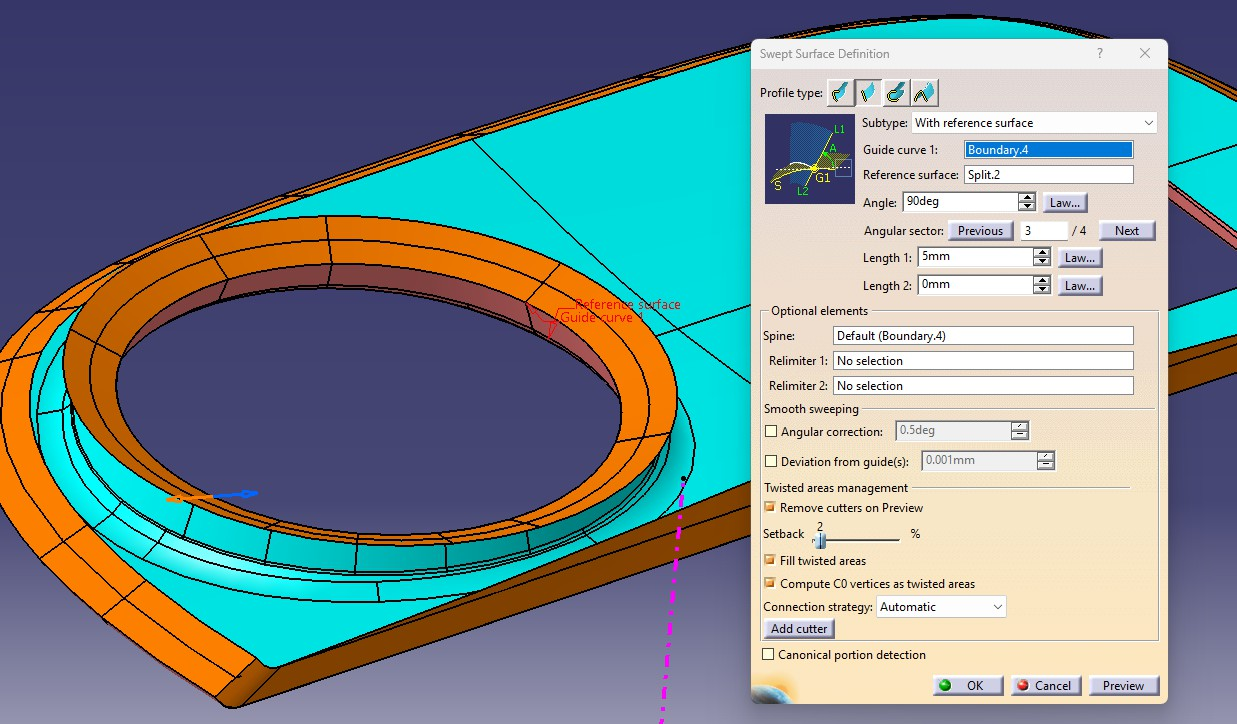 Swept Surface Definition
?
Profile type:
Subtype: With reference surface
L1
A
G1
S
L2
Guide curve 1: Boundary.4
Reference surface: Split.2
Angle: 90deg Law...
Angular sector: Previous 3 / 4 Next
Length 1: 5mm Law...
Length 2: 0mm Law...
Optional elements
Spine: Default (Boundary.4)
Relimiter 1: No selection
Relimiter 2: No selection
Smooth sweeping
Angular correction: 0.5deg
Deviation from guide(s): 0.001mm
Twisted areas management
Remove cutters on Preview
Setback 2 %
Fill twisted areas
Compute C0 vertices as twisted areas
Connection strategy: Automatic
Add cutter
Canonical portion detection
OK Cancel Preview
Reference surface
Guide curve 1